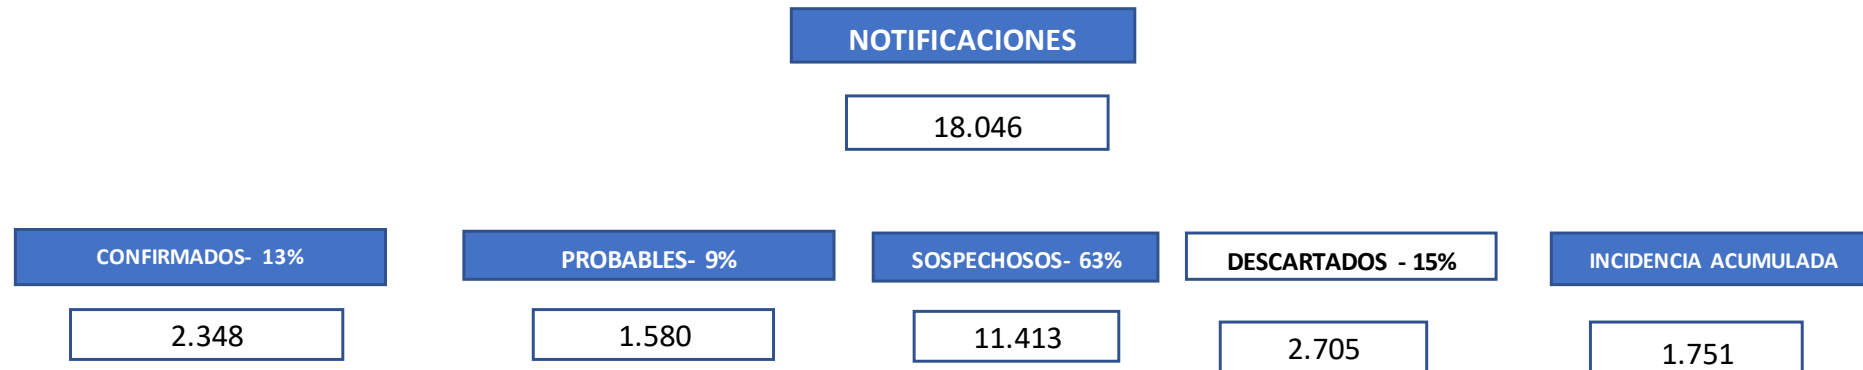 NOTIFICACIONES
18.046
CONFIRMADOS- 13%
PROBABLES- 9%
SOSPECHOSOS- 63%
DESCARTADOS - 15%
INCIDENCIA ACUMULADA
2.348
1.580
11.413
2.705
1.751